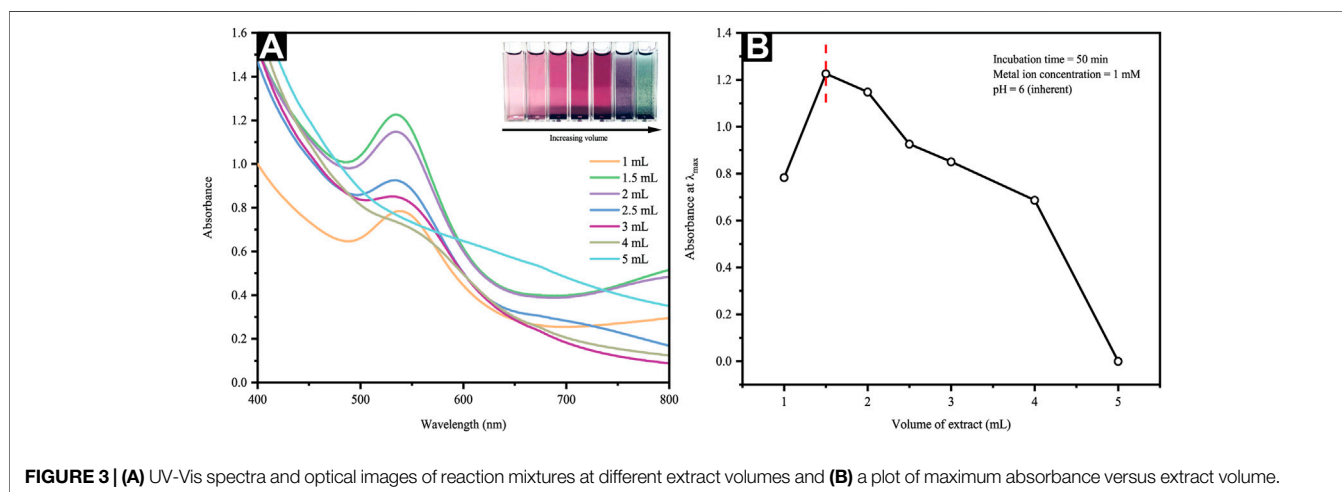 A
1.6
1.4
1.2
1.0
0.8
0.6
0.4
0.2
0.0
400
500
600
700
800
Absorbance
Wavelength (nm)
Increasing volume
1 mL
1.5 mL
2 mL
2.5 mL
3 mL
4 mL
5 mL
B
1.4
1.2
1.0
0.8
0.6
0.4
0.2
0.0
1
2
3
4
5
Absorbance at λmax
Volume of extract (mL)
Incubation time = 50 min
Metal ion concentration = 1 mM
pH = 6 (inherent)
FIGURE 3 | (A) UV-Vis spectra and optical images of reaction mixtures at different extract volumes and (B) a plot of maximum absorbance versus extract volume.